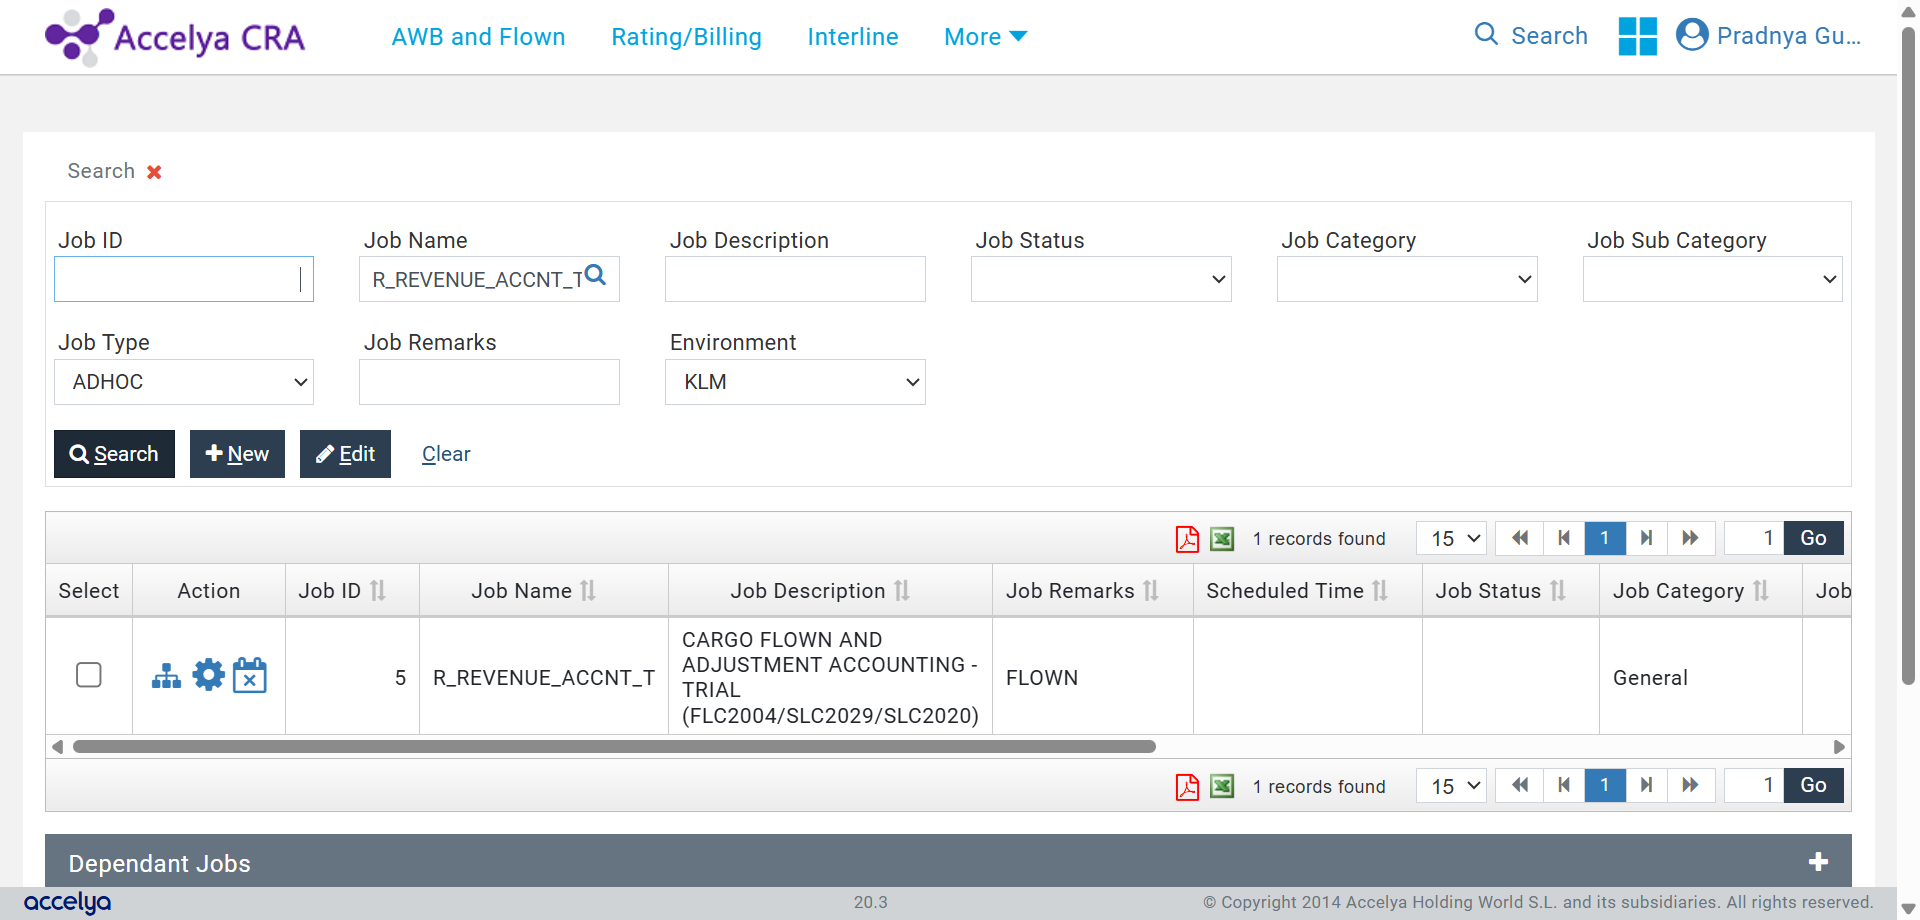 Accelya CRA AWB and Flown Rating/Billing Interline More Search Pradnya Gu...
Search
Job ID Job Name Job Description Job Status Job Category Job Sub Category
R_REVENUE_ACCNT_T
Job Type Job Remarks Environment
ADHOC KLM
Search New Edit Clear
1 records found 15 1 1 Go
Select Action Job ID Job Name Job Description Job Remarks Scheduled Time Job Status Job Category Job
5 R_REVENUE_ACCNT_T CARGO FLOWN AND
ADJUSTMENT ACCOUNTING -
TRIAL
(FLC2004/SLC2029/SLC2020) FLOWN General
1 records found 15 1 1 Go
Dependant Jobs
accelya 20.3 © Copyright 2014 Accelya Holding World S.L. and its subsidiaries. All rights reserved.